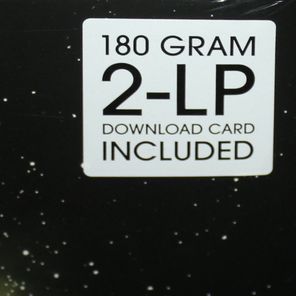 180 GRAM
2-LP
DOWNLOAD CARD
INCLUDED